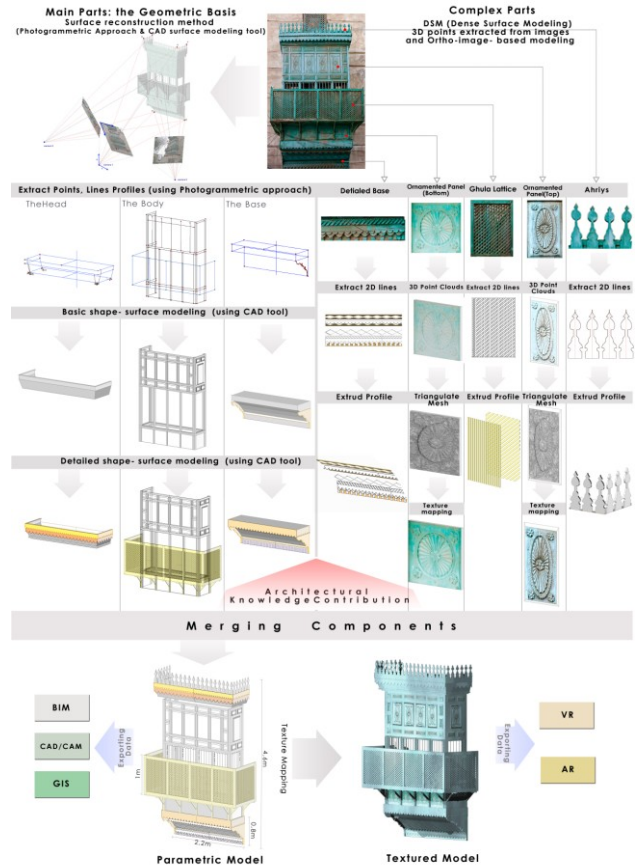 Main Parts: the Geometric Basis
Surface reconstruction method
(Photogrammetric Approach & CAD surface modeling tool)
Complex Parts
DSM (Dense Surface Modeling)
3D points extracted from images
and Ortho-image- based modeling
Extract Points, Lines Profiles (using Photogrammetric approach)
TheHead
The Body
The Base
Basic shape- surface modeling (using CAD tool)
Detailed shape- surface modeling (using CAD tool)
Detialed Base
Ornamented Panel
(Bottom)
Ghula Lattice
Ornamented
Panel(Top)
Ahriys
Extract 2D lines
3D Point Clouds
Extract 2D lines
3D Point
Clouds
Extract 2D lines
Extrud Profile
Triangulate
Mesh
Extrud Profile
Triangulate
Mesh
Extrud Profile
Texture
mapping
Texture
mapping
Architectural
KnowledgeContribution
Merging Components
BIM
CAD/CAM
GIS
Exporting
Data
1m
4.6m
0.8m
2.2m
Texture Mapping
Exporting
Data
VR
AR
Parametric Model
Textured Model